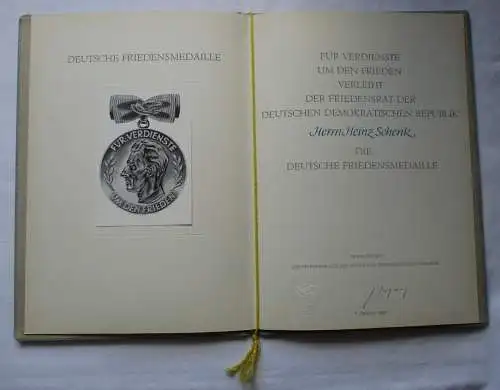 DEUTSCHE FRIEDENSMEDAILLE
FÜR VERDIENSTE
UM DEN FRIEDEN
FÜR VERDIENSTE
UM DEN FRIEDEN
VERLEIHT
DER FRIEDENSRAT DER
DEUTSCHEN DEMOKRATISCHEN REPUBLIK
Herrn Heinz Schenk
DIE
DEUTSCHE FRIEDENSMEDAILLE